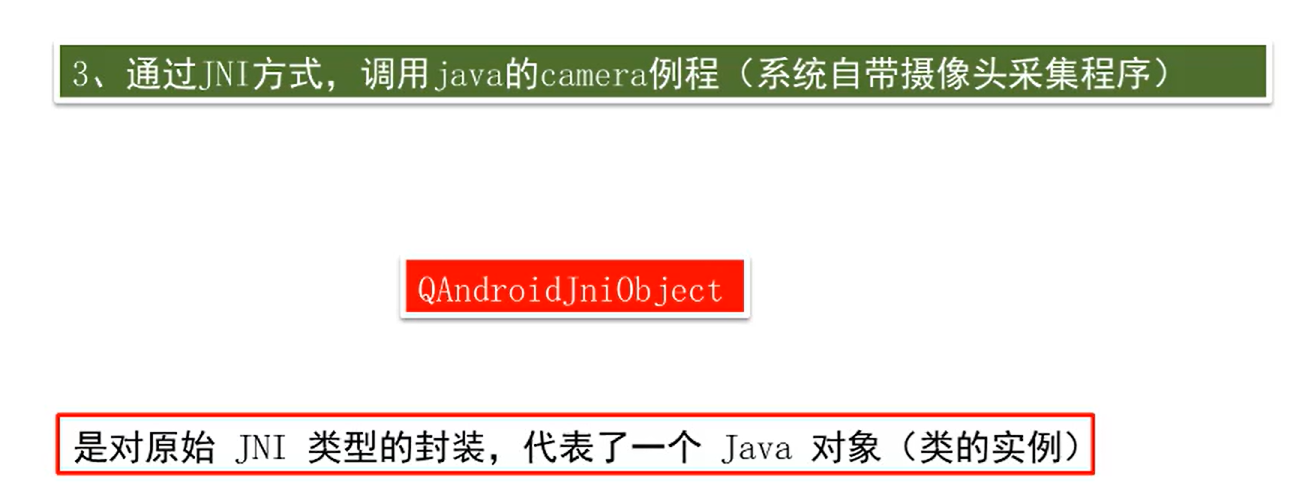 3、通过JNI方式，调用java的camera例程（系统自带摄像头采集程序）
QAndroidJniObject
是对原始 JNI 类型的封装，代表了一个 Java 对象（类的实例）